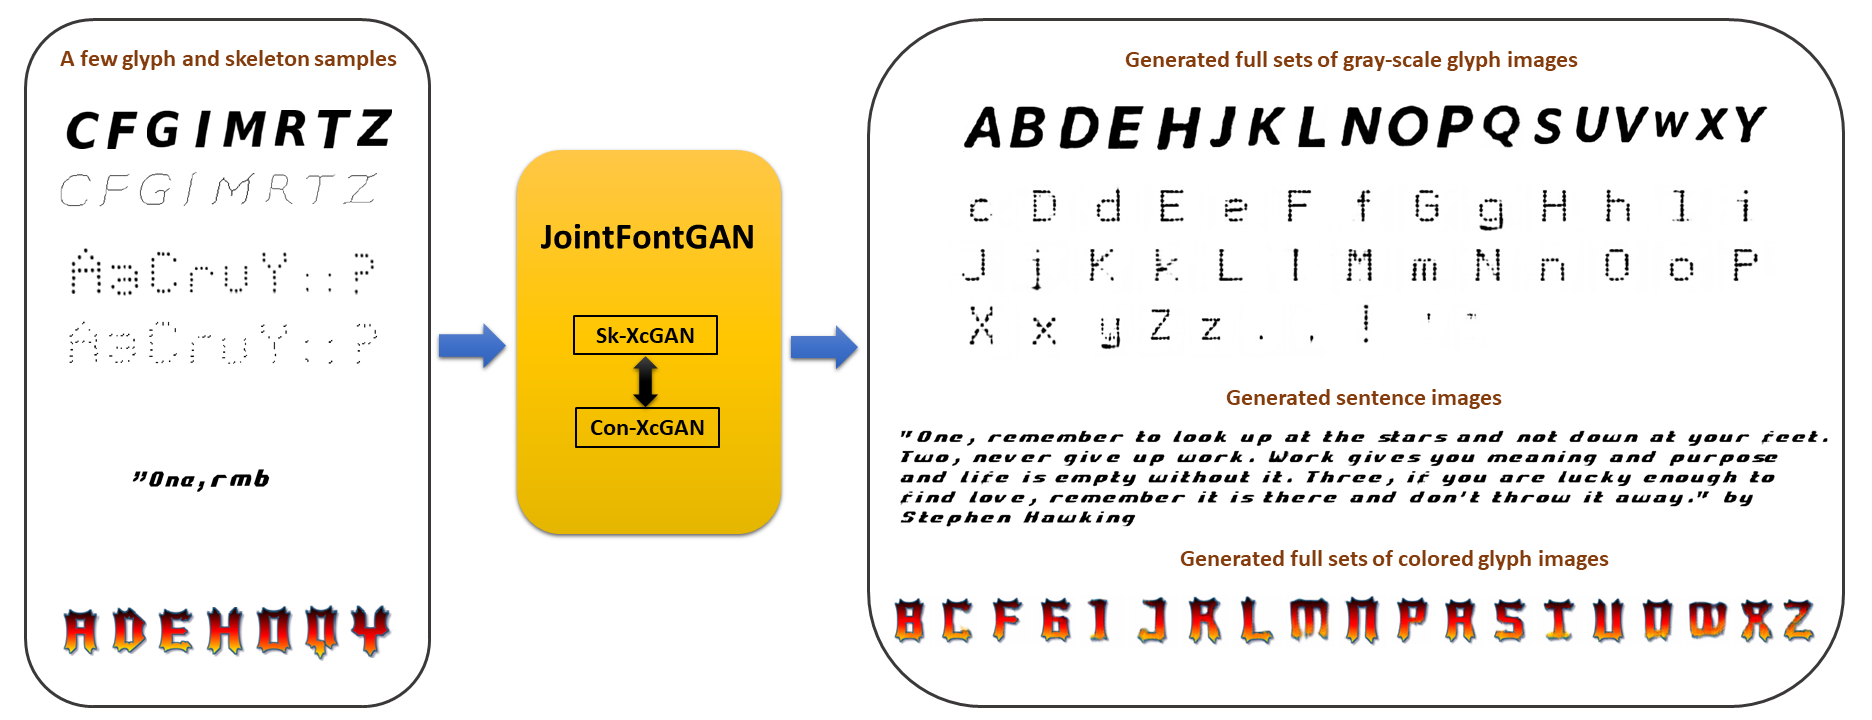 A few glyph and skeleton samples
CFGIMRTZ
CFGIMRTZ
AaCruY::?
AaCruY::?
"One,rmb
ADEHOQY
JointFontGAN
Sk-XcGAN
Con-XcGAN
Generated full sets of gray-scale glyph images
ABDEHJKLNOPQSUVWXY
c D d E e F f G g H h l i
J j K k L I M m N n O o P
X x y Z z . , ! ' "
Generated sentence images
"One, remember to look up at the stars and not down at your feet.
Two, never give up work. Work gives you meaning and purpose
and life is empty without it. Three, if you are lucky enough to
find love, remember it is there and don't throw it away." by
Stephen Hawking
Generated full sets of colored glyph images
BCFGIJKLMNPRSTUVWXZ